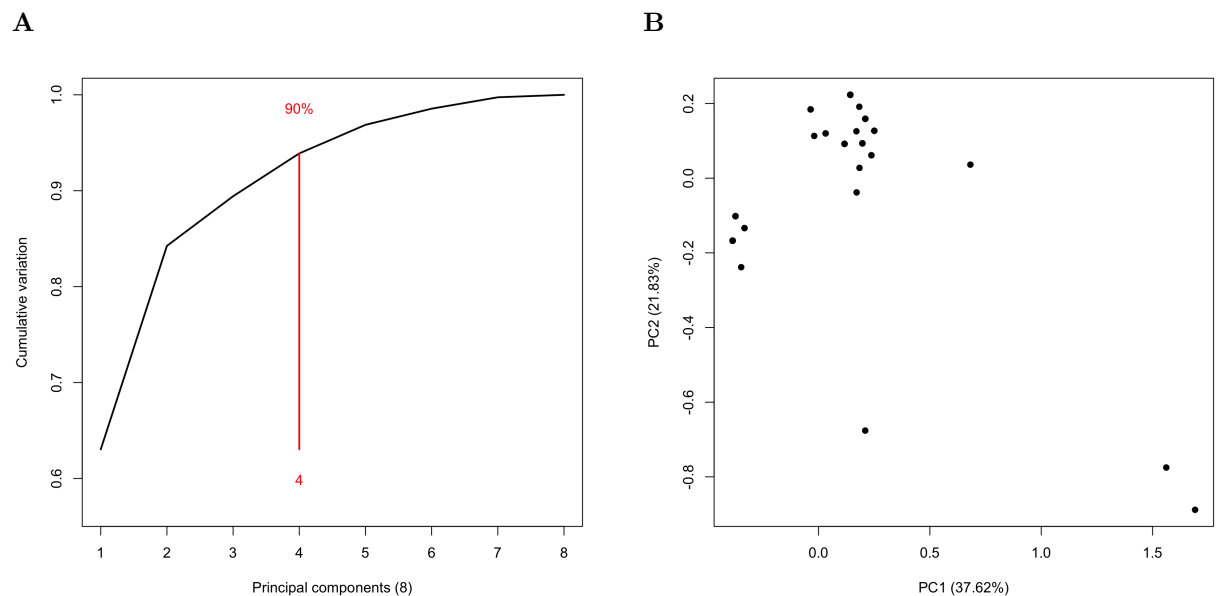 A
B
1.0
0.9
0.8
0.7
0.6
Cumulative variation
90%
4
1 2 3 4 5 6 7 8
Principal components (8)
0.2
0.0
-0.2
-0.4
-0.6
-0.8
PC2 (21.83%)
0.0 0.5 1.0 1.5
PC1 (37.62%)